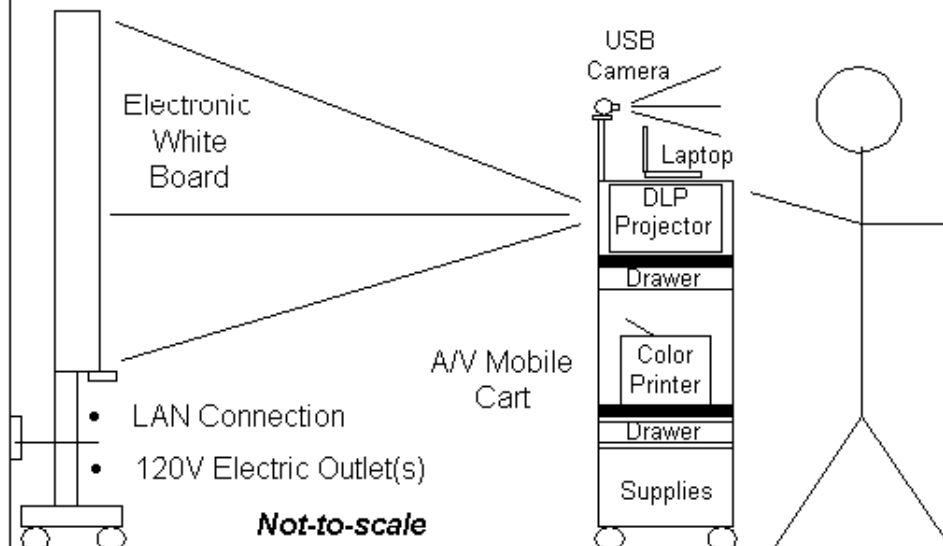 USB
Camera
Electronic
White
Board
Laptop
DLP
Projector
Drawer
A/V Mobile
Cart
Color
Printer
LAN Connection
Drawer
120V Electric Outlet(s)
Supplies
Not-to-scale